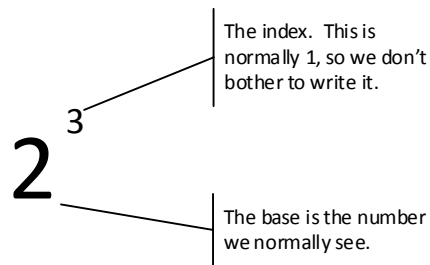 The index.  This is
normally 1, so we don't
bother to write it.
3
2
The base is the number
we normally see.